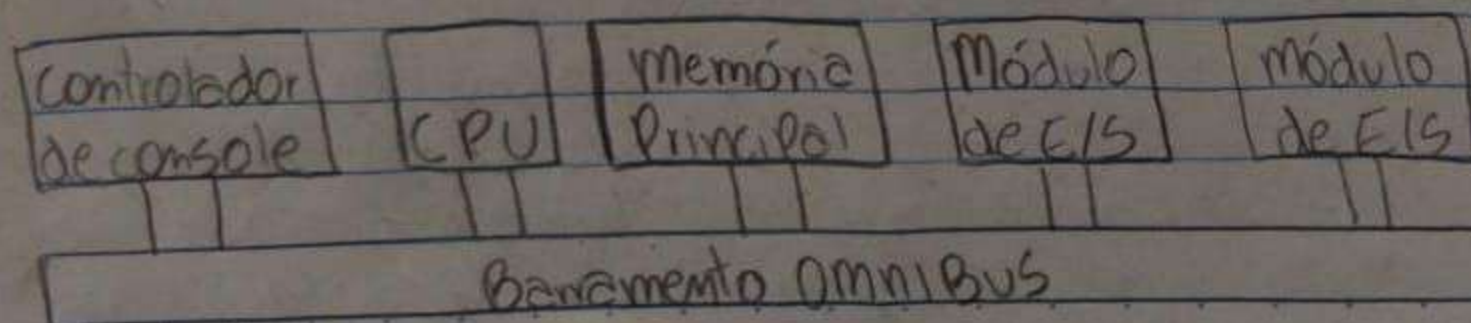 controlador
de console
CPU
memória
Principal
Módulo
de E/S
módulo
de E/S
Barramento OmniBUS